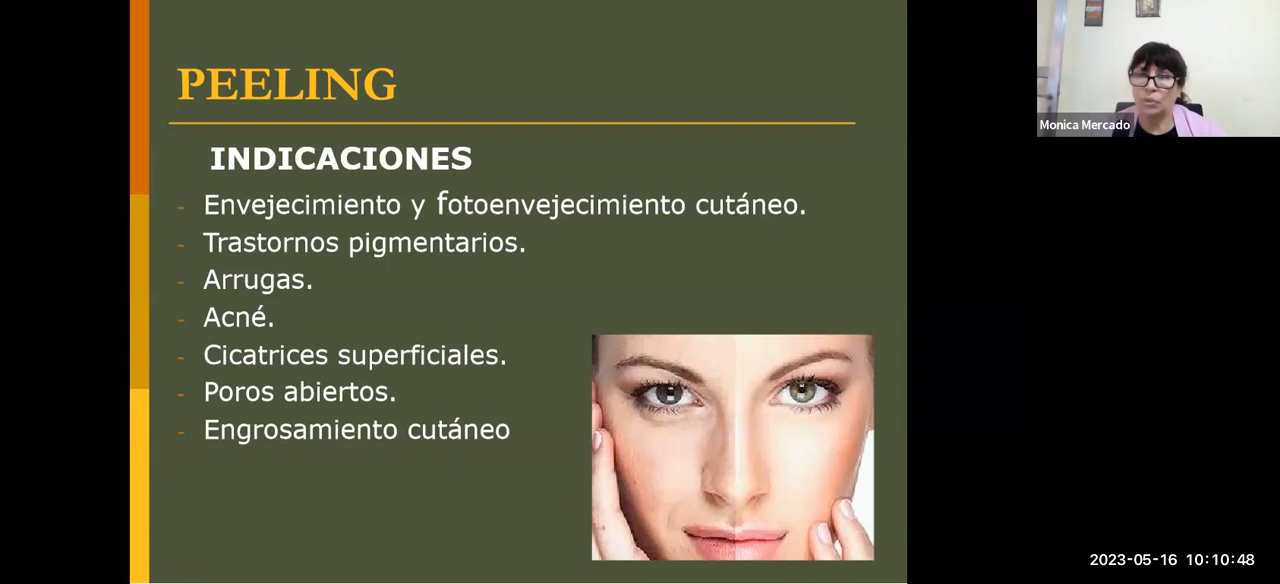 PEELING
INDICACIONES
- Envejecimiento y fotoenvejecimiento cutáneo.
- Trastornos pigmentarios.
- Arrugas.
- Acné.
- Cicatrices superficiales.
- Poros abiertos.
- Engrosamiento cutáneo
Monica Mercado
2023-05-16 10:10:48